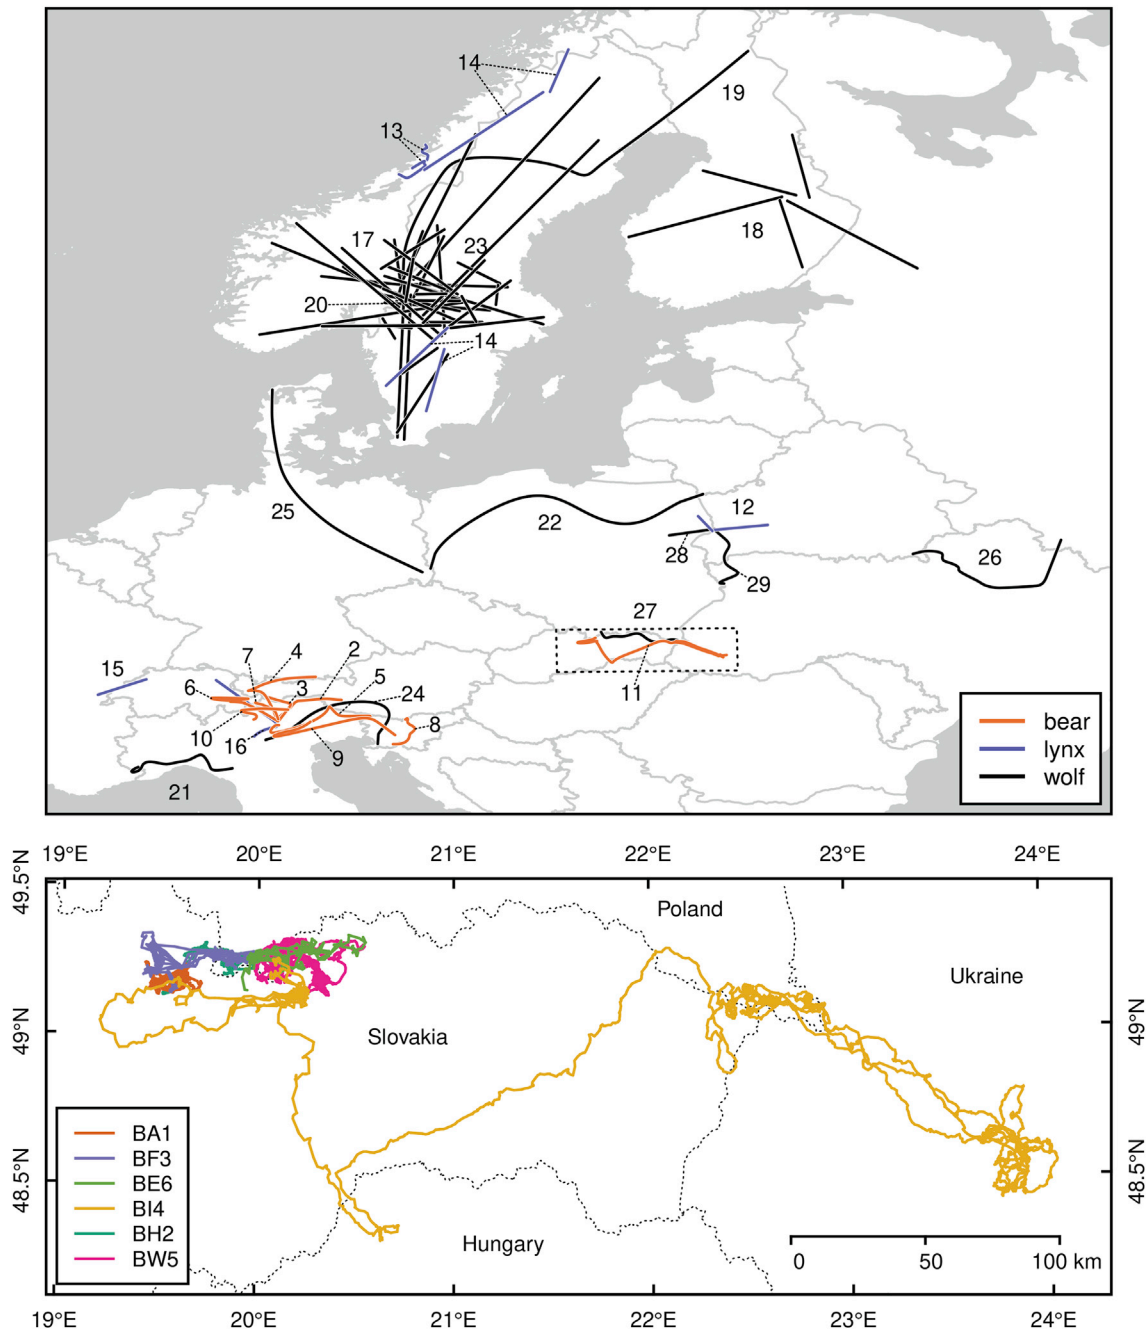 14
19
13
17
23
18
20
14
25
22
12
28
29
26
27
11
15
7
4
2
6
3
5
24
10
16
9
8
21
bear
lynx
wolf
19°E 20°E 21°E 22°E 23°E 24°E
49.5°N
49°N
48.5°N
Poland
Ukraine
Slovakia
Hungary
49°N
48.5°N
BA1
BF3
BE6
BI4
BH2
BW5
0 50 100 km
19°E 20°E 21°E 22°E 23°E 24°E